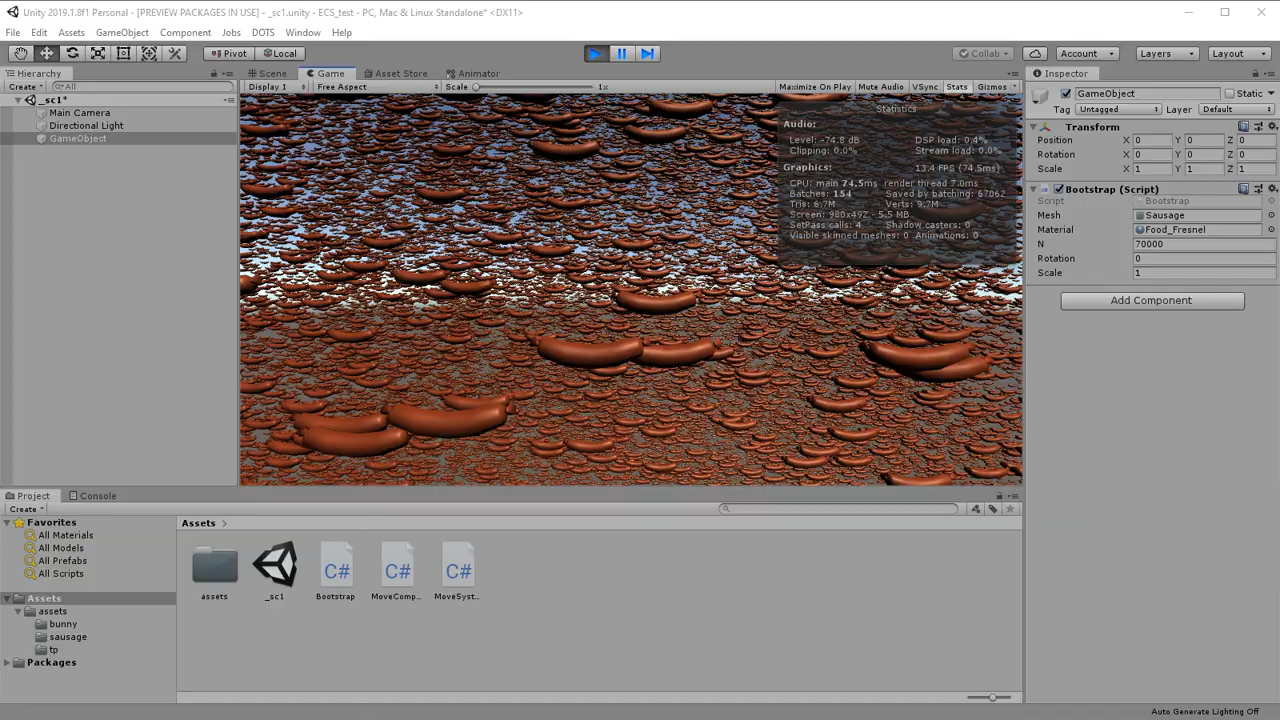 Unity 2019.1.8f1 Personal - [PREVIEW PACKAGES IN USE] - _sc1.unity - ECS_test - PC, Mac & Linux Standalone* <DX11>
File Edit Assets GameObject Component Jobs DOTS Window Help
Pivot Local Collab Account Layers Layout
Hierarchy Scene Game Asset Store Animator Inspector
Create All Display 1 Free Aspect Scale 1x Maximize On Play Mute Audio VSync Stats Gizmos
GameObject Static
_sc1*
Main Camera
Directional Light
GameObject
Tag Untagged Layer Default
Statistics
Audio:
Level: -74.8 dB DSP load: 0.4%
Clipping: 0.0% Stream load: 0.0%
Graphics: 13.4 FPS (74.5ms)
CPU: main 74.5ms render thread 7.0ms
Batches: 154 Saved by batching: 67062
Tris: 6.7M Verts: 9.7M
Screen: 980x492 - 5.5 MB
SetPass calls: 4 Shadow casters: 0
Visible skinned meshes: 0 Animations: 0
Transform
Position X 0 Y 0 Z 0
Rotation X 0 Y 0 Z 0
Scale X 1 Y 1 Z 1
Bootstrap (Script)
Script Bootstrap
Mesh Sausage
Material Food_Fresnel
N 70000
Rotation 0
Scale 1
Add Component
Project Console
Create
Favorites
All Materials
All Models
All Prefabs
All Scripts
Assets
assets
bunny
sausage
tp
Packages
Assets
C# C# C#
assets _sc1 Bootstrap MoveComp... MoveSyst...
Auto Generate Lighting Off